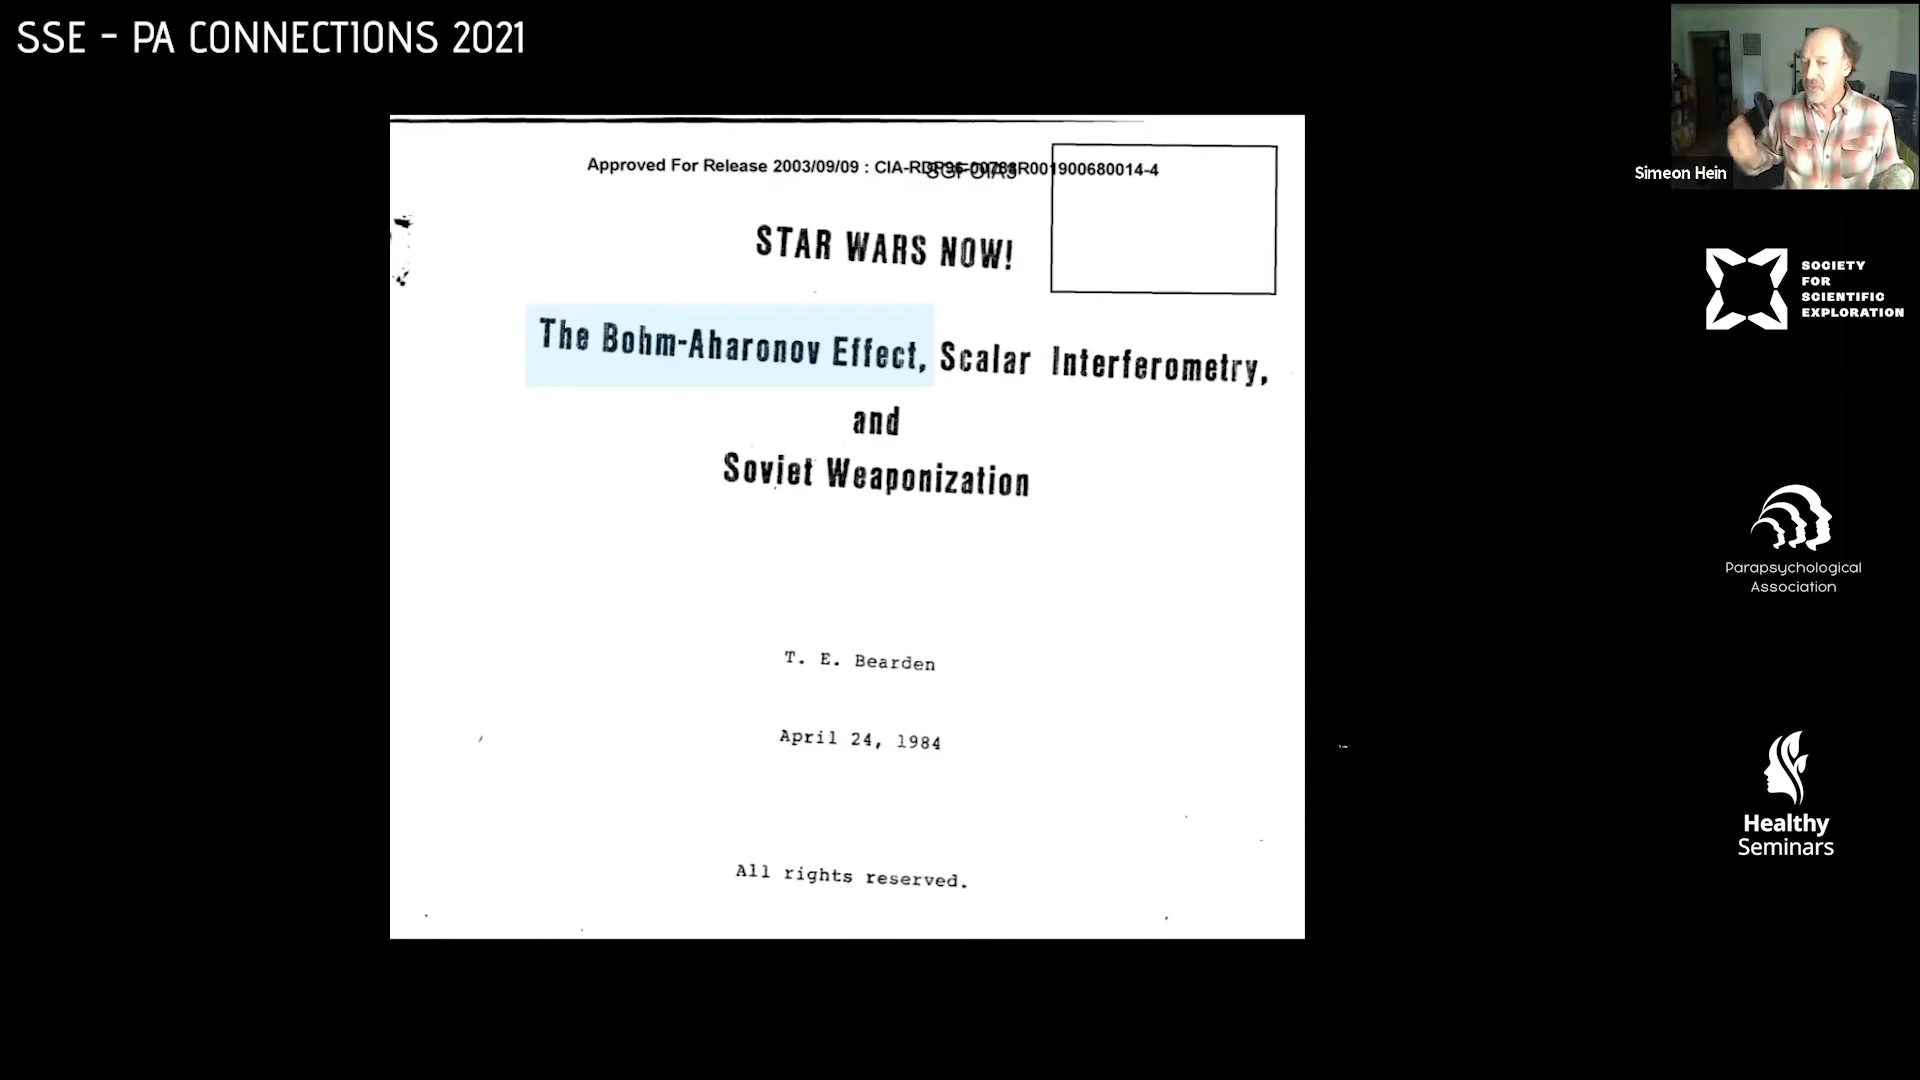 SSE - PA CONNECTIONS 2021
Simeon Hein
Approved For Release 2003/09/09 : CIA-RDP96-00788R001900680014-4
STAR WARS NOW!
The Bohm-Aharonov Effect, Scalar Interferometry,
and
Soviet Weaponization
T. E. Bearden
April 24, 1984
All rights reserved.
SOCIETY
FOR
SCIENTIFIC
EXPLORATION
Parapsychological
Association
Healthy
Seminars